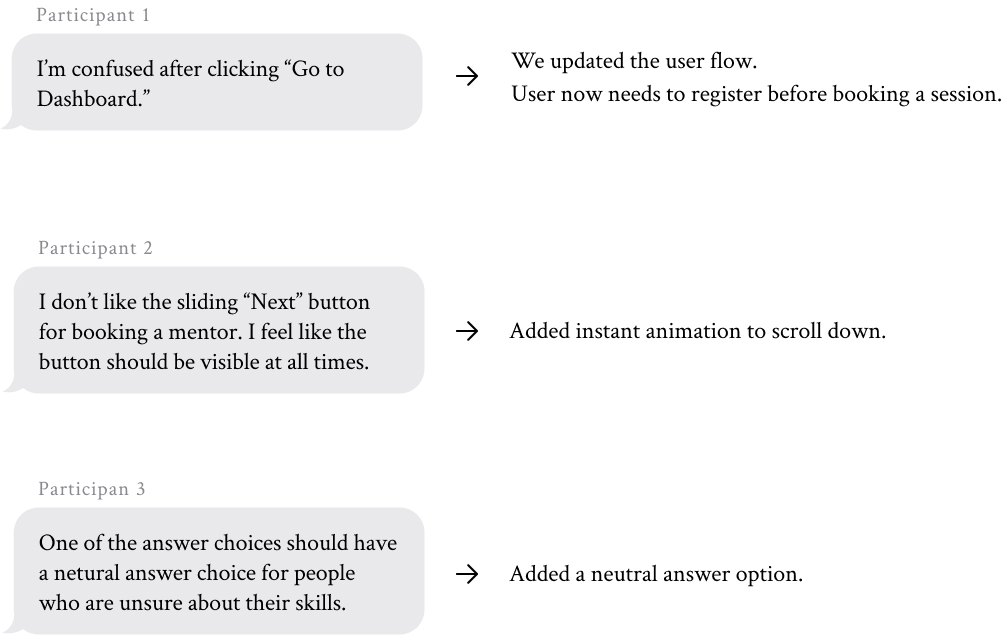 Participant 1
I’m confused after clicking “Go to
Dashboard.”
We updated the user flow.
User now needs to register before booking a session.
Participant 2
I don’t like the sliding “Next” button
for booking a mentor. I feel like the
button should be visible at all times.
Added instant animation to scroll down.
Participan 3
One of the answer choices should have
a netural answer choice for people
who are unsure about their skills.
Added a neutral answer option.